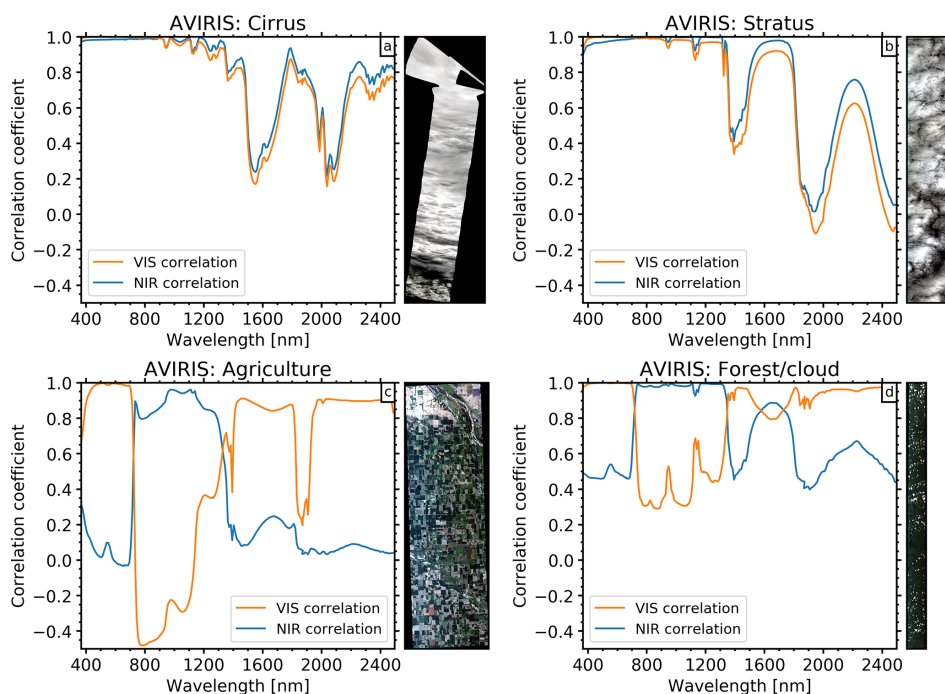 AVIRIS: Cirrus
1.0
0.8
0.6
0.4
0.2
0.0
−0.2
−0.4
Correlation coefficient
a
VIS correlation
NIR correlation
400 800 1200 1600 2000 2400
Wavelength [nm]
AVIRIS: Stratus
1.0
0.8
0.6
0.4
0.2
0.0
−0.2
−0.4
Correlation coefficient
b
VIS correlation
NIR correlation
400 800 1200 1600 2000 2400
Wavelength [nm]
AVIRIS: Agriculture
1.0
0.8
0.6
0.4
0.2
0.0
−0.2
−0.4
Correlation coefficient
c
VIS correlation
NIR correlation
400 800 1200 1600 2000 2400
Wavelength [nm]
AVIRIS: Forest/cloud
1.0
0.8
0.6
0.4
0.2
0.0
−0.2
−0.4
Correlation coefficient
d
VIS correlation
NIR correlation
400 800 1200 1600 2000 2400
Wavelength [nm]